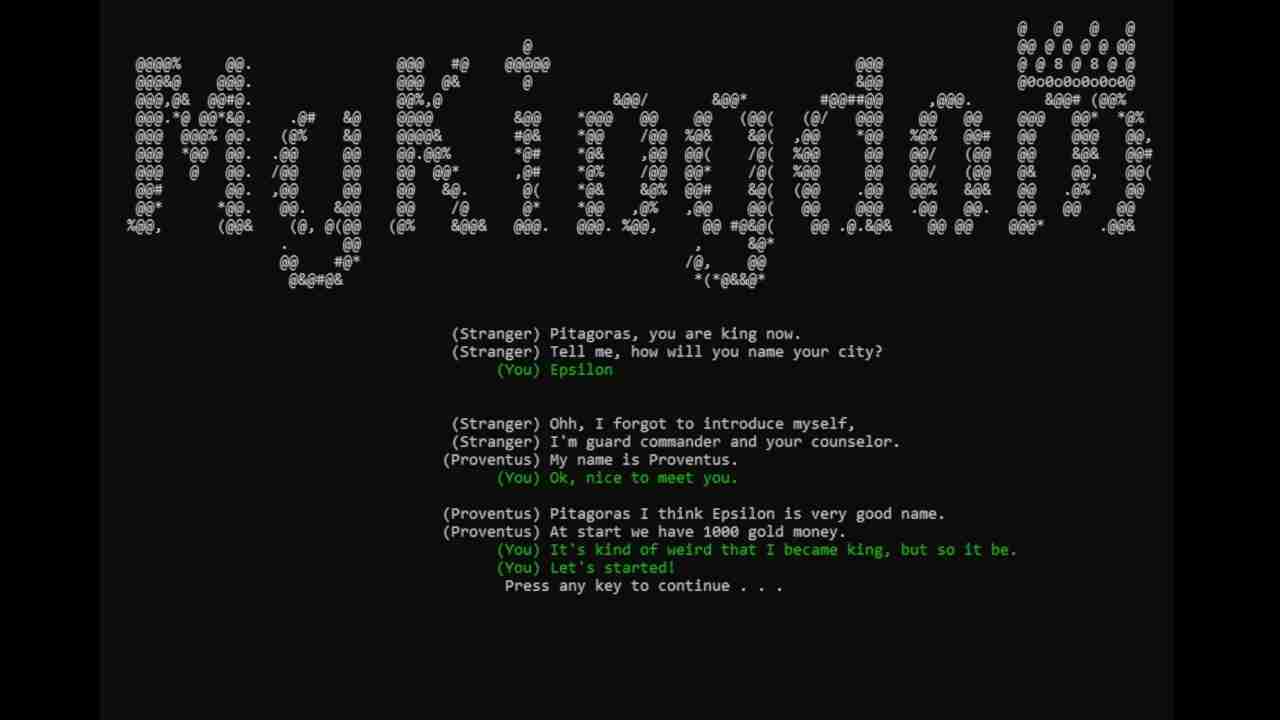 MyKingdom
(Stranger) Pitagoras, you are king now.
(Stranger) Tell me, how will you name your city?
(You) Epsilon
(Stranger) Ohh, I forgot to introduce myself,
(Stranger) I'm guard commander and your counselor.
(Proventus) My name is Proventus.
(You) Ok, nice to meet you.
(Proventus) Pitagoras I think Epsilon is very good name.
(Proventus) At start we have 1000 gold money.
(You) It's kind of weird that I became king, but so it be.
(You) Let's started!
Press any key to continue . . .